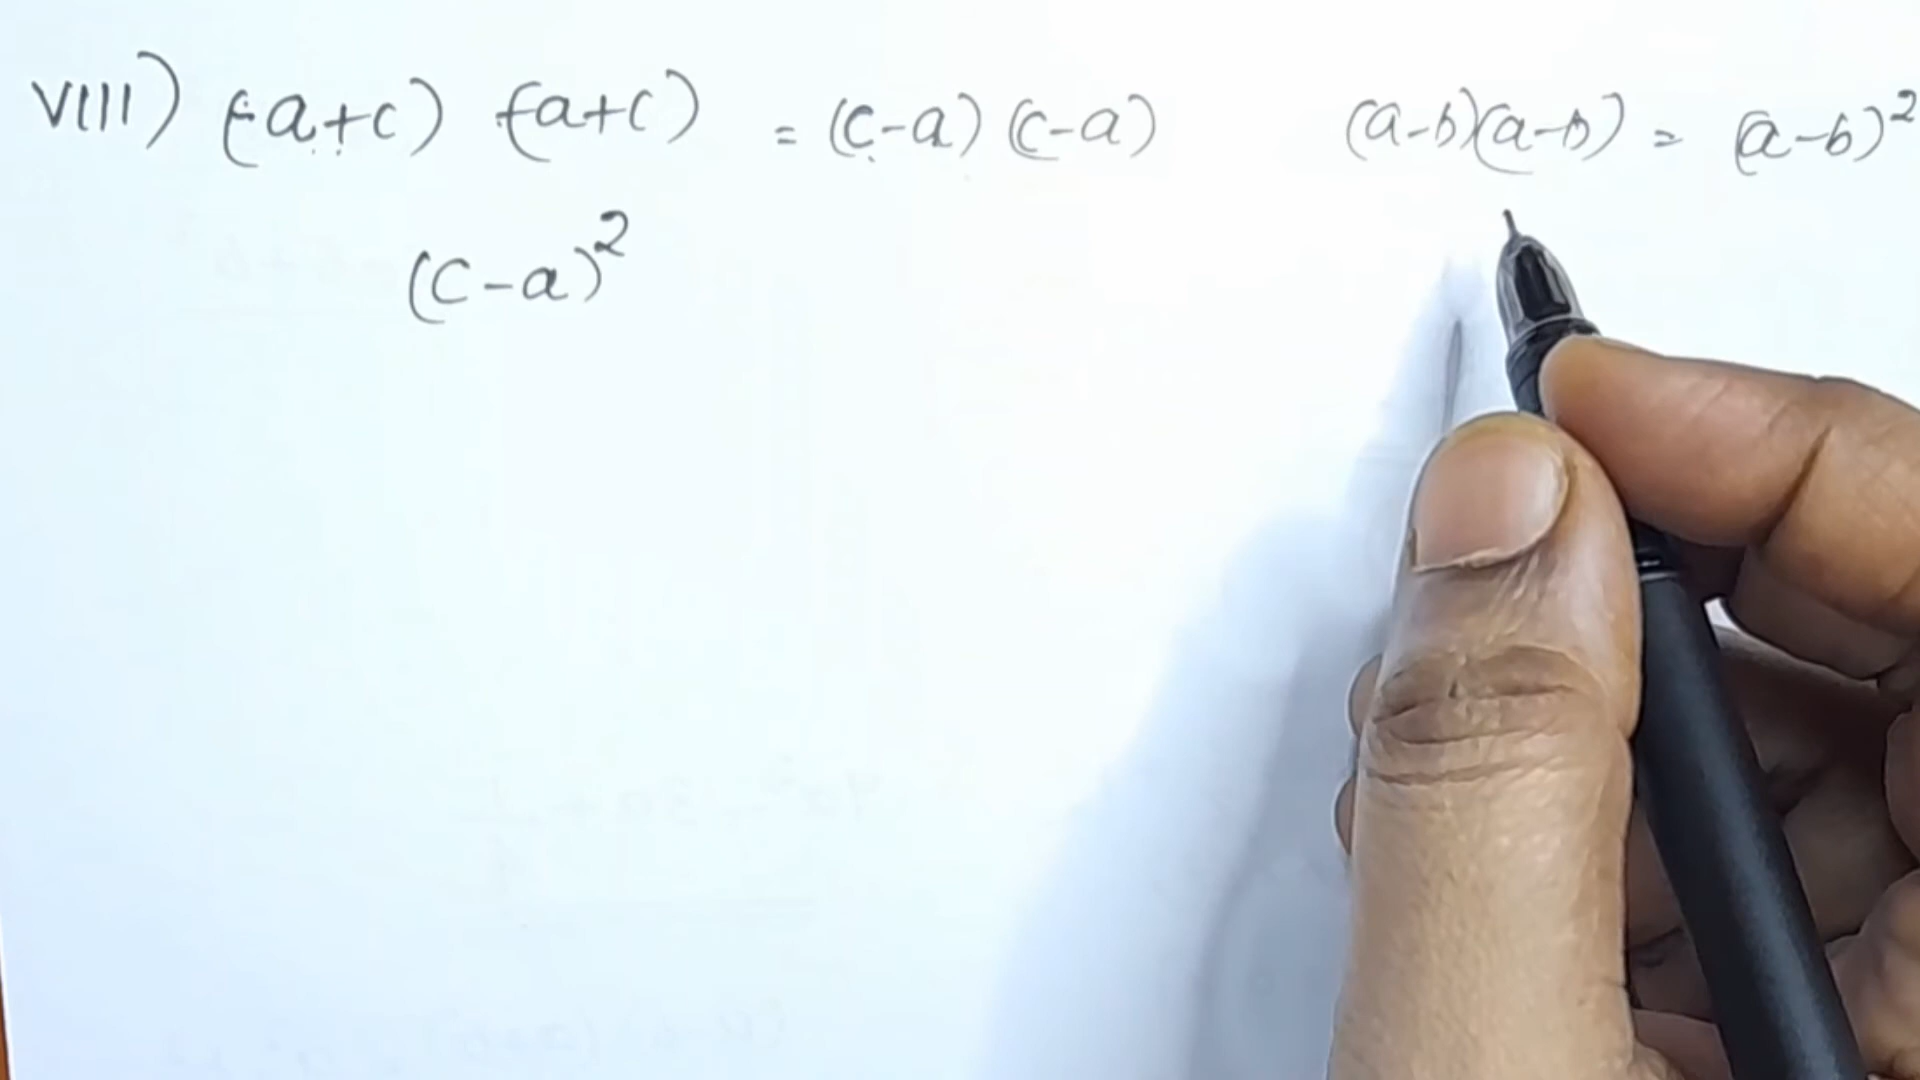 VIII) (-a+c) (-a+c) = (c-a) (c-a) (a-b)(a-b) = (a-b)²
(c-a)²